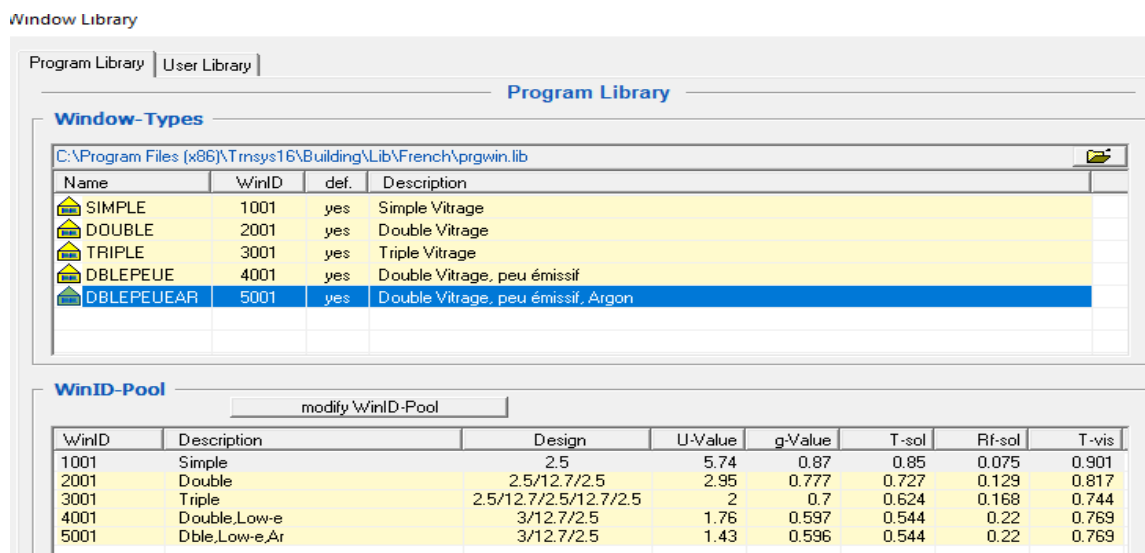 Window Library
Program Library User Library
Program Library
Window-Types
C:\Program Files (x86)\Trnsys16\Building\Lib\French\prgwin.lib
Name WinID def. Description
SIMPLE 1001 yes Simple Vitrage
DOUBLE 2001 yes Double Vitrage
TRIPLE 3001 yes Triple Vitrage
DBLEPEUE 4001 yes Double Vitrage, peu émissif
DBLEPEUEAR 5001 yes Double Vitrage, peu émissif, Argon
WinID-Pool
modify WinID-Pool
WinID Description Design U-Value g-Value T-sol Rf-sol T-vis
1001 Simple 2.5 5.74 0.87 0.85 0.075 0.901
2001 Double 2.5/12.7/2.5 2.95 0.777 0.727 0.129 0.817
3001 Triple 2.5/12.7/2.5/12.7/2.5 2 0.7 0.624 0.168 0.744
4001 Double,Low-e 3/12.7/2.5 1.76 0.597 0.544 0.22 0.769
5001 Dble,Low-e,Ar 3/12.7/2.5 1.43 0.596 0.544 0.22 0.769